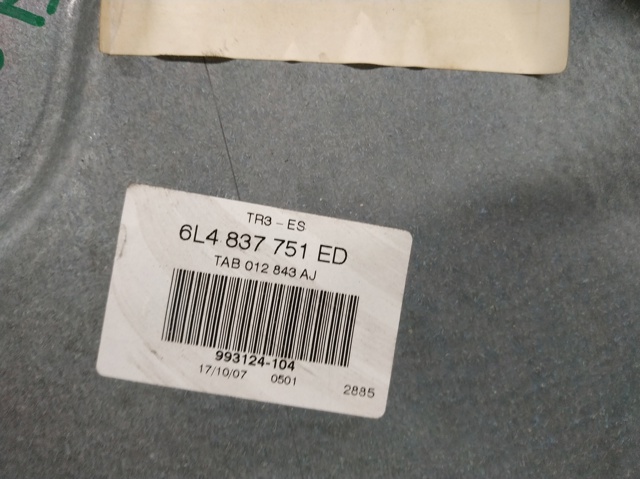 TR3 - ES
6L4 837 751 ED
TAB 012 843 AJ
993124-104
17/10/07 0501 2885